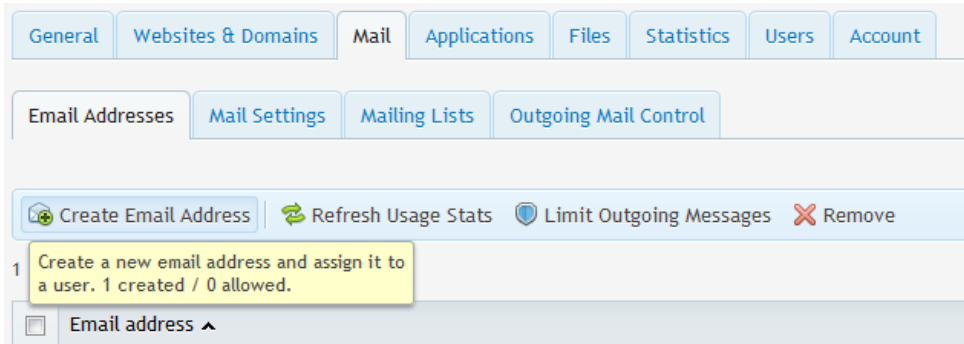 General Websites & Domains Mail Applications Files Statistics Users Account
Email Addresses Mail Settings Mailing Lists Outgoing Mail Control
Create Email Address Refresh Usage Stats Limit Outgoing Messages Remove
1
Create a new email address and assign it to
a user. 1 created / 0 allowed.
Email address